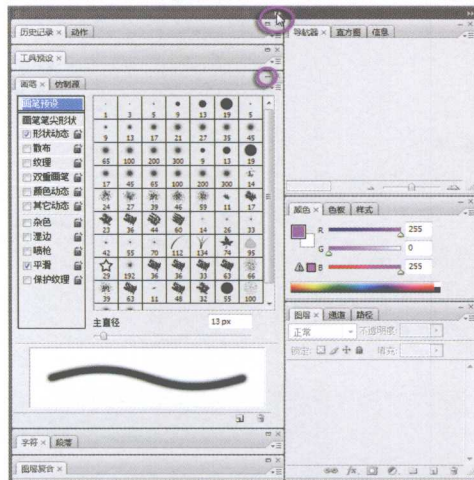 历史记录 × 动作
工具预设 ×
画笔 × 仿制源
画笔预设
画笔笔尖形状
形状动态
散布
纹理
双重画笔
颜色动态
其它动态
杂色
湿边
喷枪
平滑
保护纹理
1 3 5 9 13 19 5
9 13 17 21 27 35 45
65 100 200 300 9 13 19
17 45 65 100 200 300 14
24 27 39 46 59 11 17
23 36 44 60 14 26 33
42 55 70 112 134 74 95
29 192 36 36 33 63 66
39 63 11 48 32 55 100
主直径 13 px
字符 × 段落
图层复合 ×
导航器 × 直方图 信息
颜色 × 色板 样式
R 255
G 0
B 255
图层 × 通道 路径
正常 不透明度:
锁定: 填充: